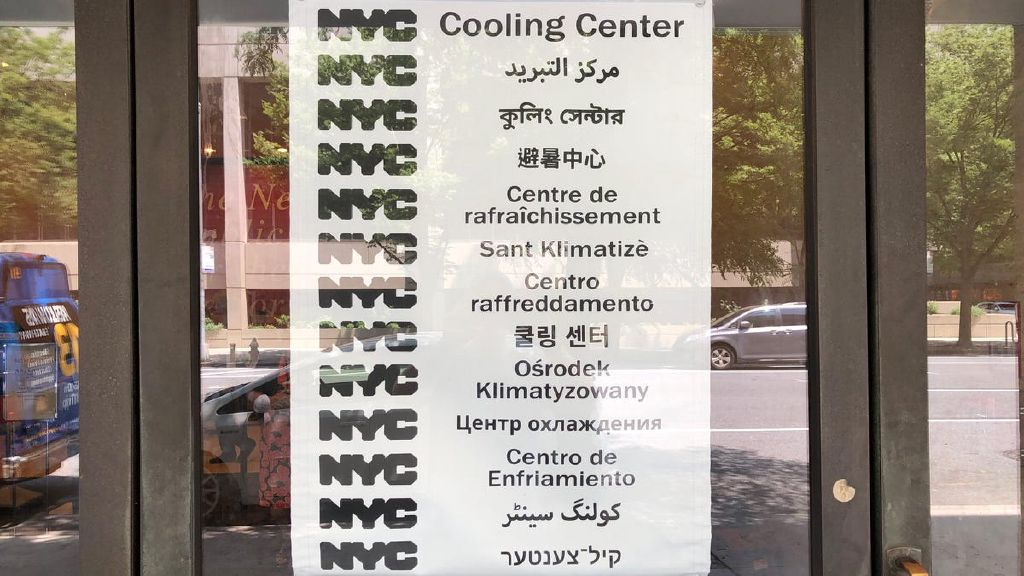 NYC Cooling Center
NYC مركز التبريد
NYC কুলিং সেন্টার
NYC 避暑中心
NYC Centre de
rafraîchissement
NYC Sant Klimatizè
NYC Centro
raffreddamento
NYC 쿨링 센터
NYC Ośrodek
Klimatyzowany
NYC Центр охлаждения
NYC Centro de
Enfriamiento
NYC کولنگ سینٹر
NYC קיל־צענטער